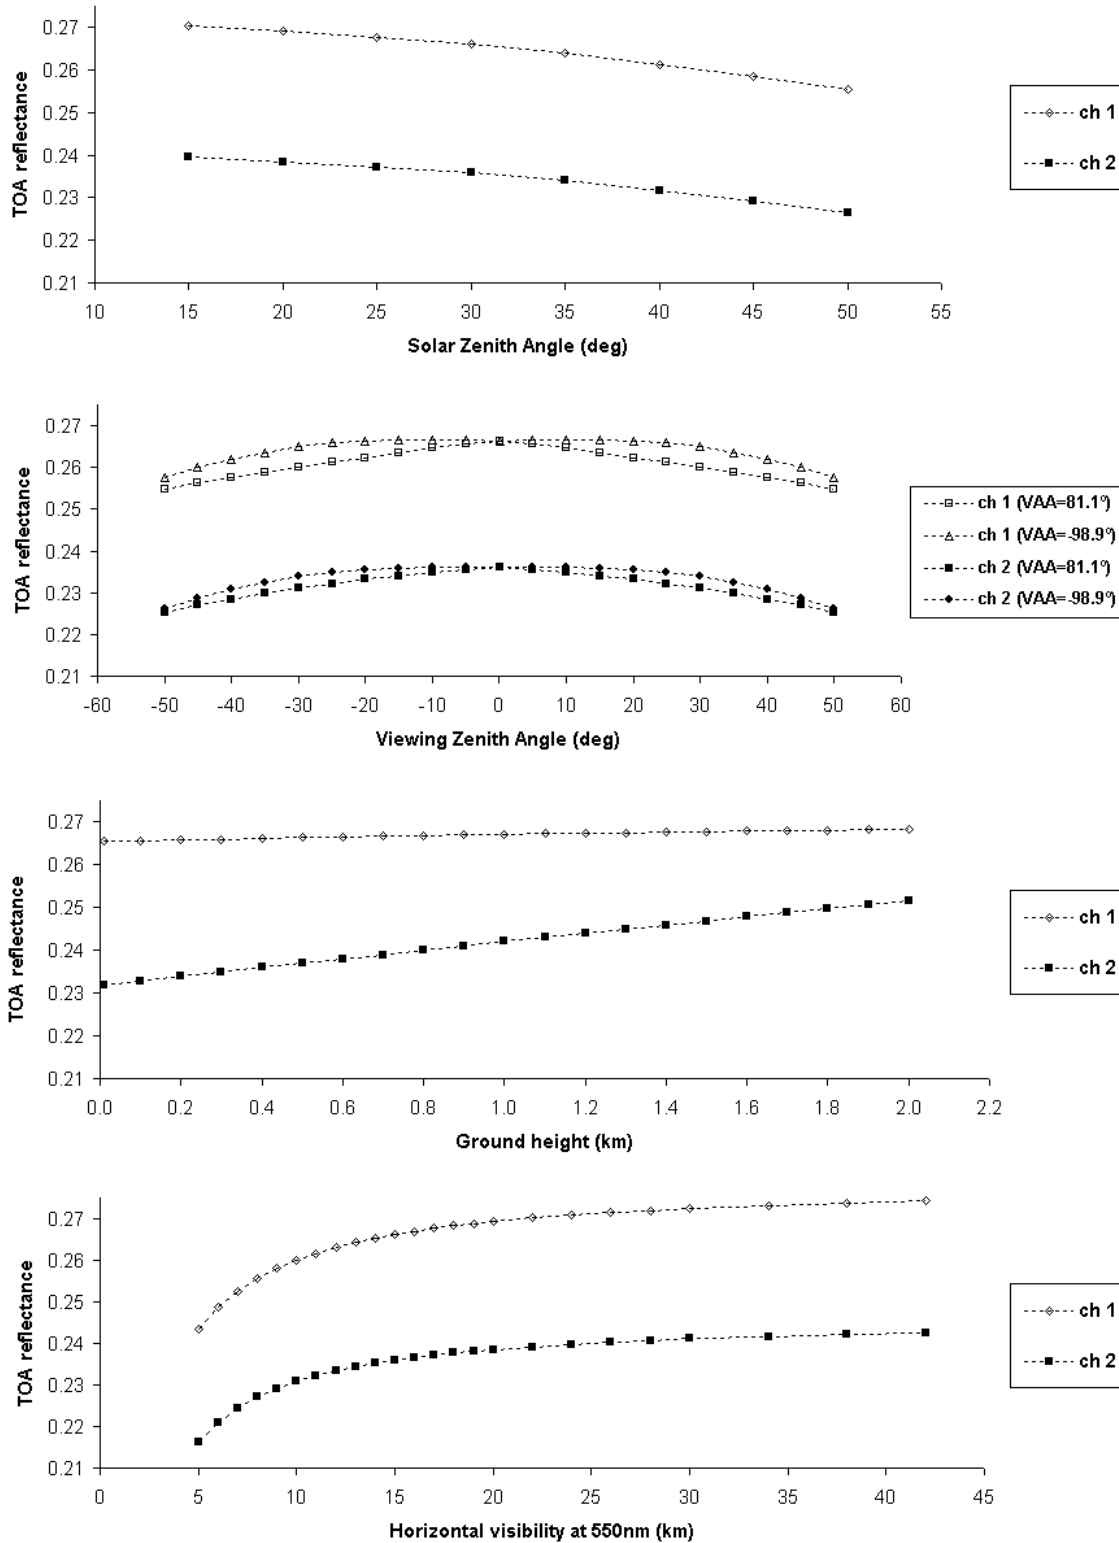 TOA reflectance
0.27
0.26
0.25
0.24
0.23
0.22
0.21
10 15 20 25 30 35 40 45 50 55
Solar Zenith Angle (deg)
ch 1
ch 2
TOA reflectance
0.27
0.26
0.25
0.24
0.23
0.22
0.21
-60 -50 -40 -30 -20 -10 0 10 20 30 40 50 60
Viewing Zenith Angle (deg)
ch 1 (VAA=81.1º)
ch 1 (VAA=-98.9º)
ch 2 (VAA=81.1º)
ch 2 (VAA=-98.9º)
TOA reflectance
0.27
0.26
0.25
0.24
0.23
0.22
0.21
0.0 0.2 0.4 0.6 0.8 1.0 1.2 1.4 1.6 1.8 2.0 2.2
Ground height (km)
ch 1
ch 2
TOA reflectance
0.27
0.26
0.25
0.24
0.23
0.22
0.21
0 5 10 15 20 25 30 35 40 45
Horizontal visibility at 550nm (km)
ch 1
ch 2